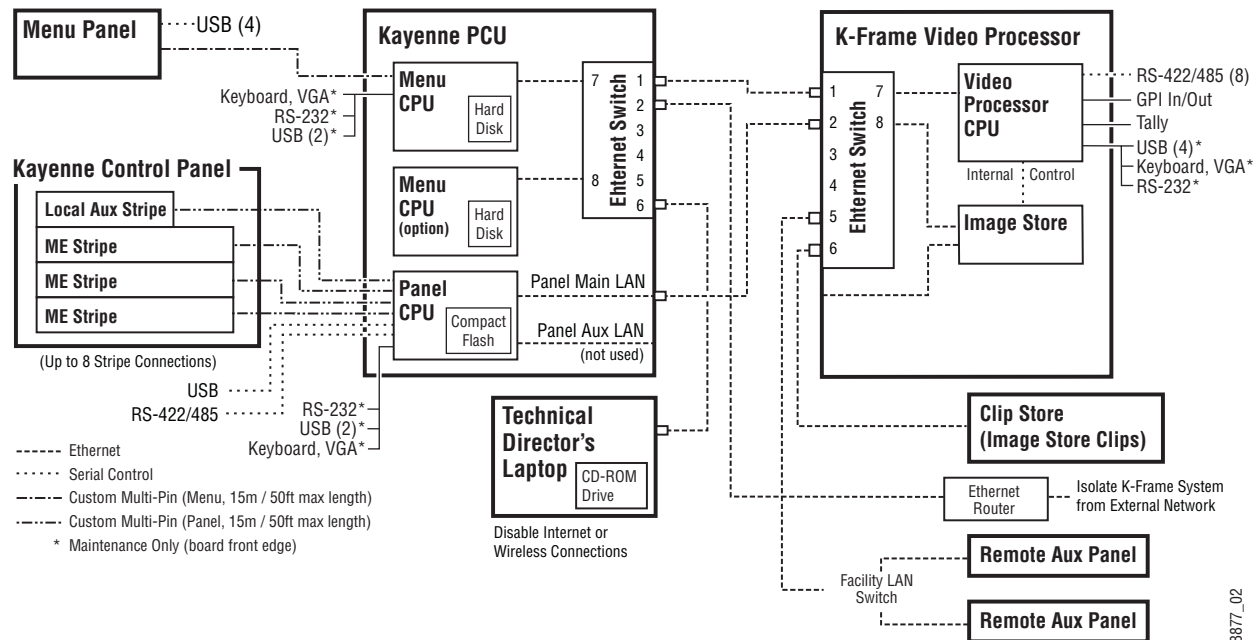 Menu Panel
USB (4)
Kayenne PCU
Menu
CPU
Hard
Disk
Keyboard, VGA*
RS-232*
USB (2)*
7
8
1
2
3
4
5
6
Ehternet Switch
Menu
CPU
(option)
Hard
Disk
Kayenne Control Panel
Local Aux Stripe
ME Stripe
ME Stripe
ME Stripe
(Up to 8 Stripe Connections)
Panel
CPU
Compact
Flash
Panel Main LAN
Panel Aux LAN
(not used)
USB
RS-422/485
RS-232*
USB (2)*
Keyboard, VGA*
Ethernet
Serial Control
Custom Multi-Pin (Menu, 15m / 50ft max length)
Custom Multi-Pin (Panel, 15m / 50ft max length)
* Maintenance Only (board front edge)
Technical
Director's
Laptop
CD-ROM
Drive
Disable Internet or
Wireless Connections
K-Frame Video Processor
1
2
3
4
5
6
7
8
Ehternet Switch
Video
Processor
CPU
Internal
Control
Image Store
RS-422/485 (8)
GPI In/Out
Tally
USB (4)*
Keyboard, VGA*
RS-232*
Clip Store
(Image Store Clips)
Ethernet
Router
Isolate K-Frame System
from External Network
Facility LAN
Switch
Remote Aux Panel
Remote Aux Panel